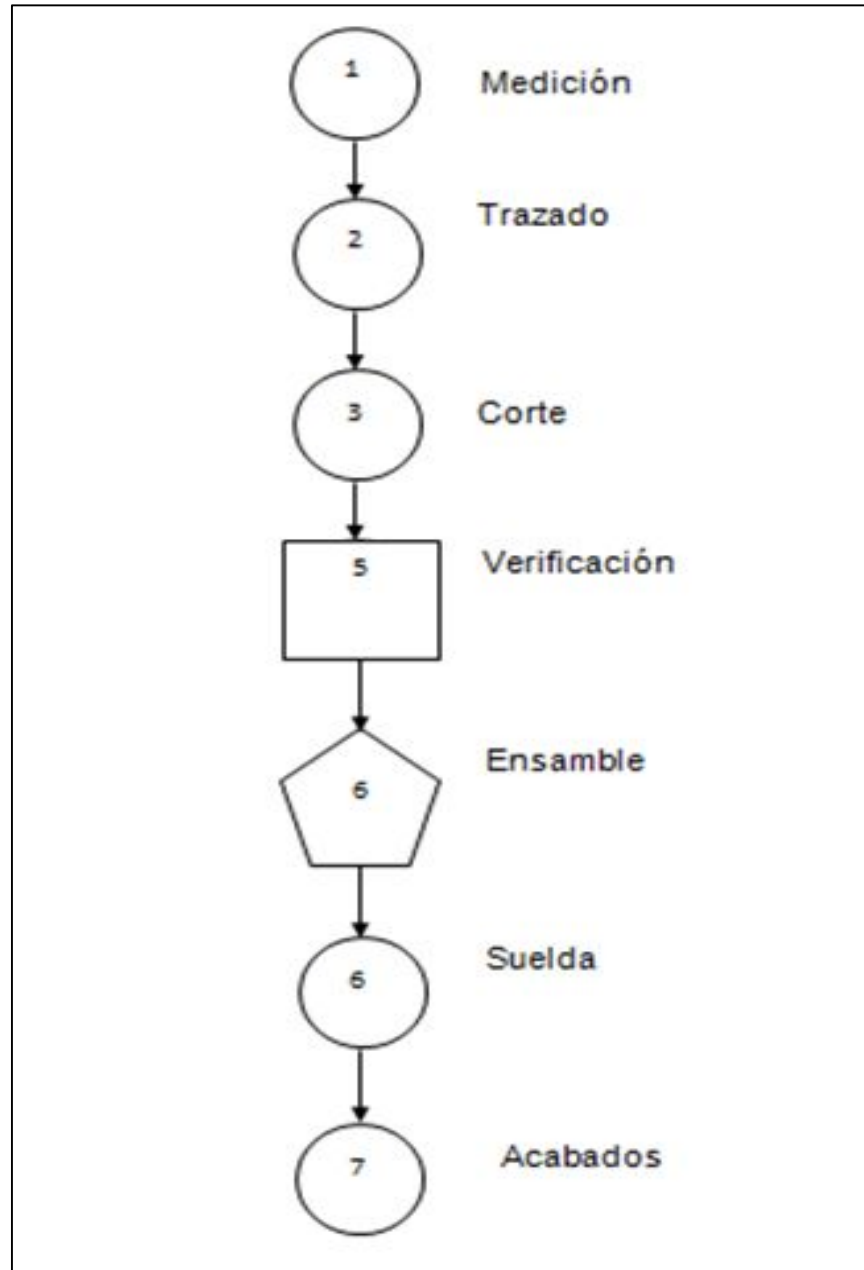 1 Medición
2 Trazado
3 Corte
5 Verificación
6 Ensamble
6 Suelda
7 Acabados